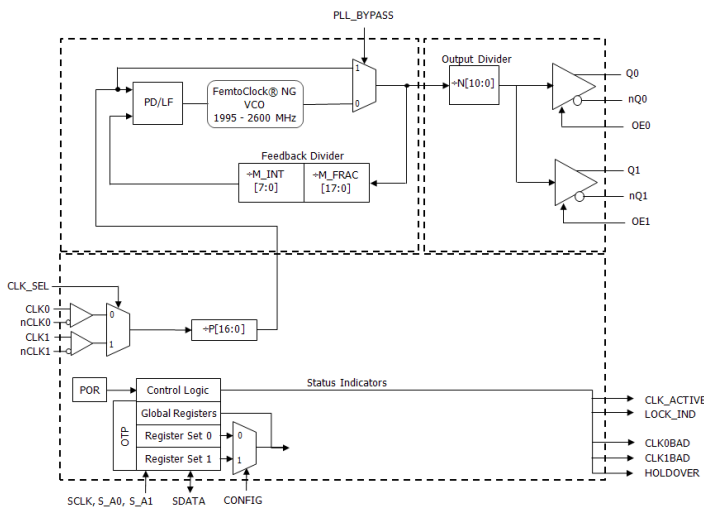 PLL_BYPASS
Output Divider
1
0
PD/LF
FemtoClock® NG
VCO
1995 - 2600 MHz
÷N[10:0]
Q0
nQ0
OE0
Feedback Divider
÷M_INT
[7:0]
÷M_FRAC
[17:0]
Q1
nQ1
OE1
CLK_SEL
CLK0
nCLK0
CLK1
nCLK1
0
1
÷P[16:0]
POR
Control Logic
Status Indicators
OTP
Global Registers
Register Set 0
Register Set 1
0
1
CLK_ACTIVE
LOCK_IND
CLK0BAD
CLK1BAD
HOLDOVER
SCLK, S_A0, S_A1
SDATA
CONFIG